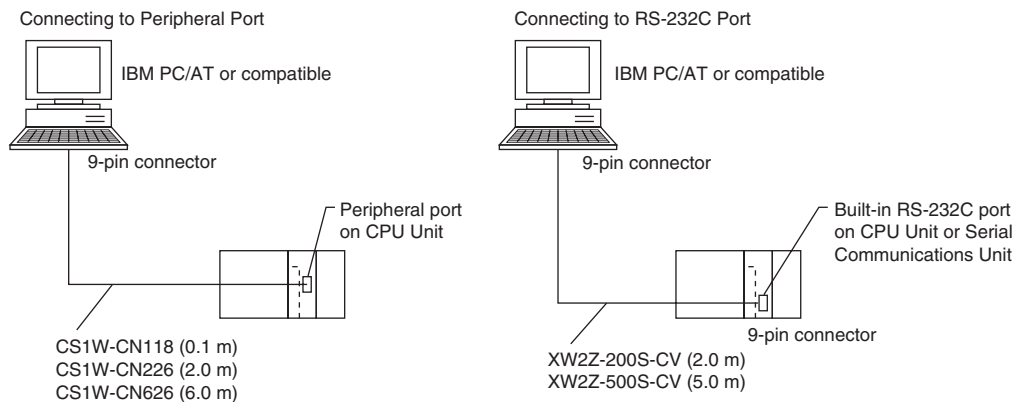 Connecting to Peripheral Port
IBM PC/AT or compatible
9-pin connector
Peripheral port
on CPU Unit
CS1W-CN118 (0.1 m)
CS1W-CN226 (2.0 m)
CS1W-CN626 (6.0 m)
Connecting to RS-232C Port
IBM PC/AT or compatible
9-pin connector
Built-in RS-232C port
on CPU Unit or Serial
Communications Unit
9-pin connector
XW2Z-200S-CV (2.0 m)
XW2Z-500S-CV (5.0 m)